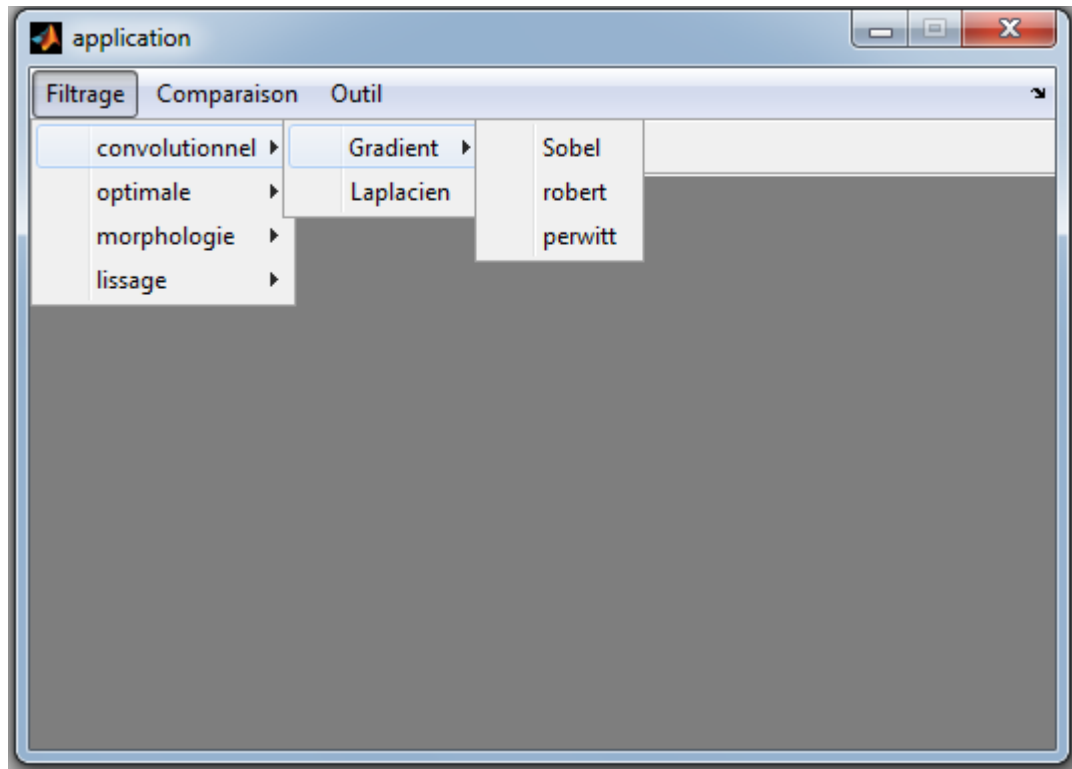 application
Filtrage Comparaison Outil
convolutionnel Gradient Sobel
optimale Laplacien robert
morphologie perwitt
lissage